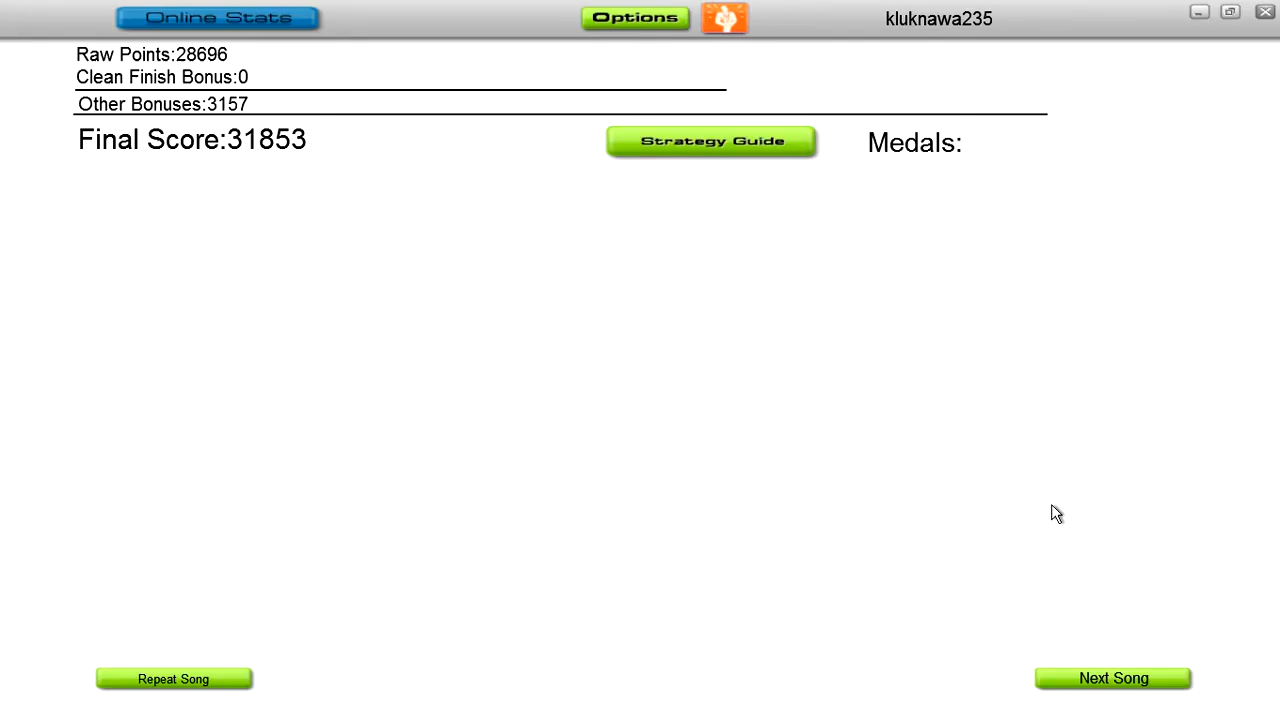 Online Stats
Options
kluknawa235
Raw Points:28696
Clean Finish Bonus:0
Other Bonuses:3157
Final Score:31853
Strategy Guide
Medals:
Repeat Song
Next Song